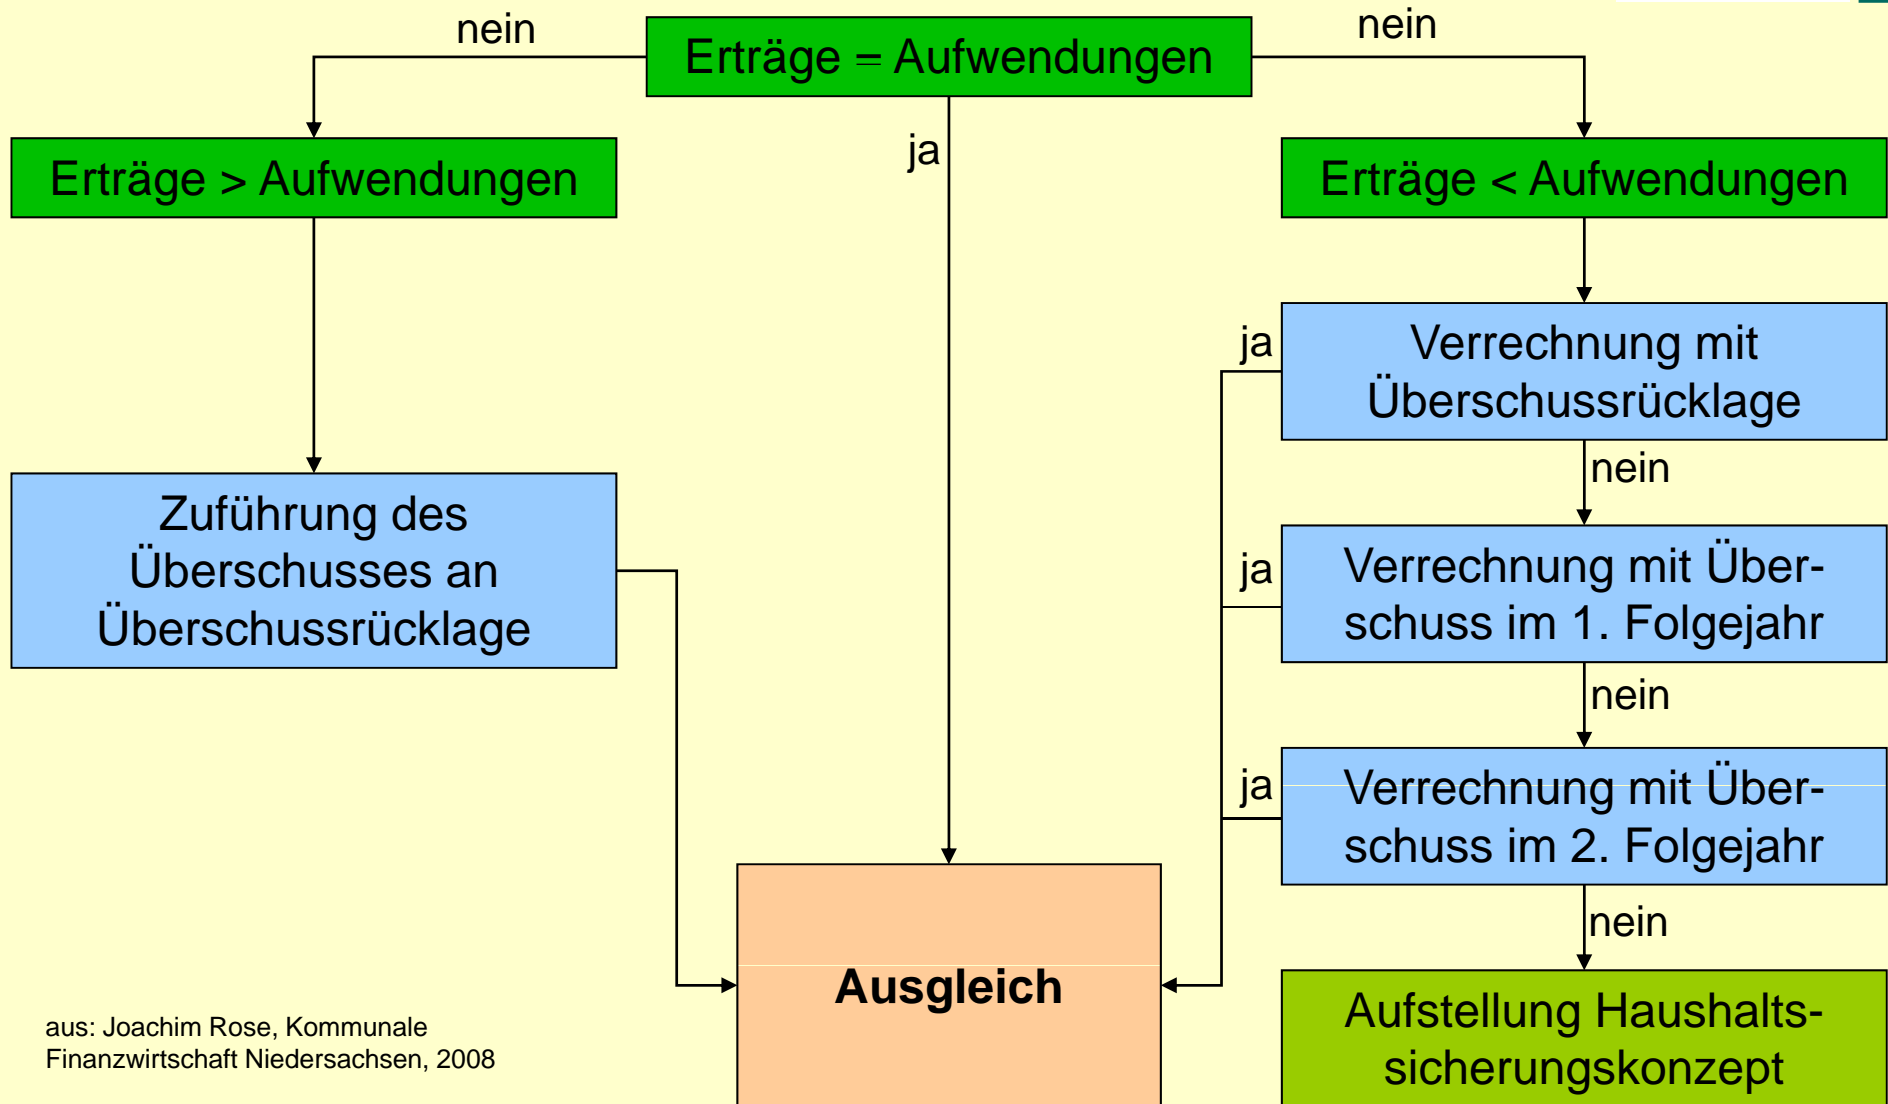 nein
Erträge = Aufwendungen
nein
ja
Erträge > Aufwendungen
Erträge < Aufwendungen
Zuführung des
Überschusses an
Überschussrücklage
ja
Verrechnung mit
Überschussrücklage
nein
ja
Verrechnung mit Über-
schuss im 1. Folgejahr
nein
ja
Verrechnung mit Über-
schuss im 2. Folgejahr
nein
Ausgleich
Aufstellung Haushalts-
sicherungskonzept
aus: Joachim Rose, Kommunale
Finanzwirtschaft Niedersachsen, 2008